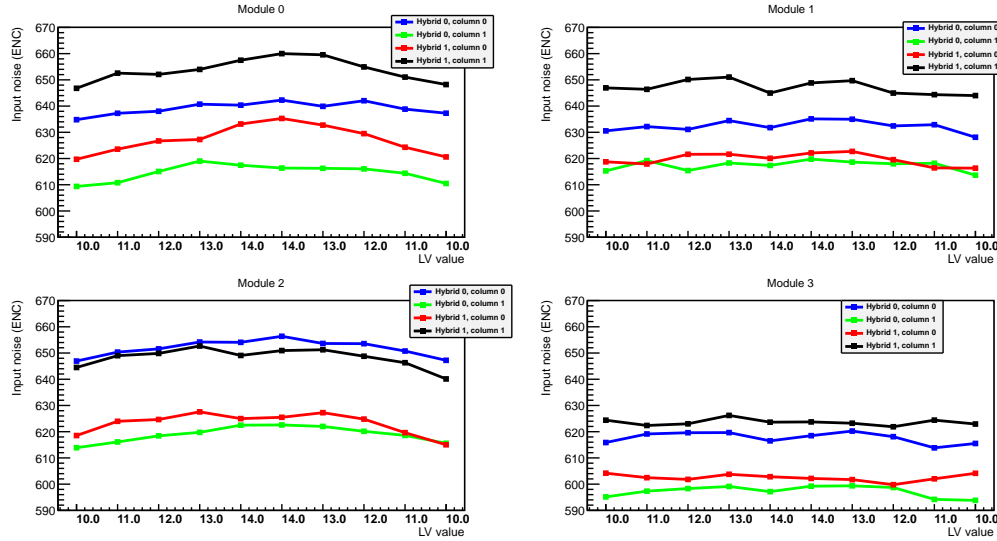 Module 0
Input noise (ENC)
670
660
650
640
630
620
610
600
590
Hybrid 0, column 0
Hybrid 0, column 1
Hybrid 1, column 0
Hybrid 1, column 1
10.0 11.0 12.0 13.0 14.0 14.0 13.0 12.0 11.0 10.0
LV value
Module 1
Input noise (ENC)
670
660
650
640
630
620
610
600
590
Hybrid 0, column 0
Hybrid 0, column 1
Hybrid 1, column 0
Hybrid 1, column 1
10.0 11.0 12.0 13.0 14.0 14.0 13.0 12.0 11.0 10.0
LV value
Module 2
Input noise (ENC)
670
660
650
640
630
620
610
600
590
Hybrid 0, column 0
Hybrid 0, column 1
Hybrid 1, column 0
Hybrid 1, column 1
10.0 11.0 12.0 13.0 14.0 14.0 13.0 12.0 11.0 10.0
LV value
Module 3
Input noise (ENC)
670
660
650
640
630
620
610
600
590
Hybrid 0, column 0
Hybrid 0, column 1
Hybrid 1, column 0
Hybrid 1, column 1
10.0 11.0 12.0 13.0 14.0 14.0 13.0 12.0 11.0 10.0
LV value